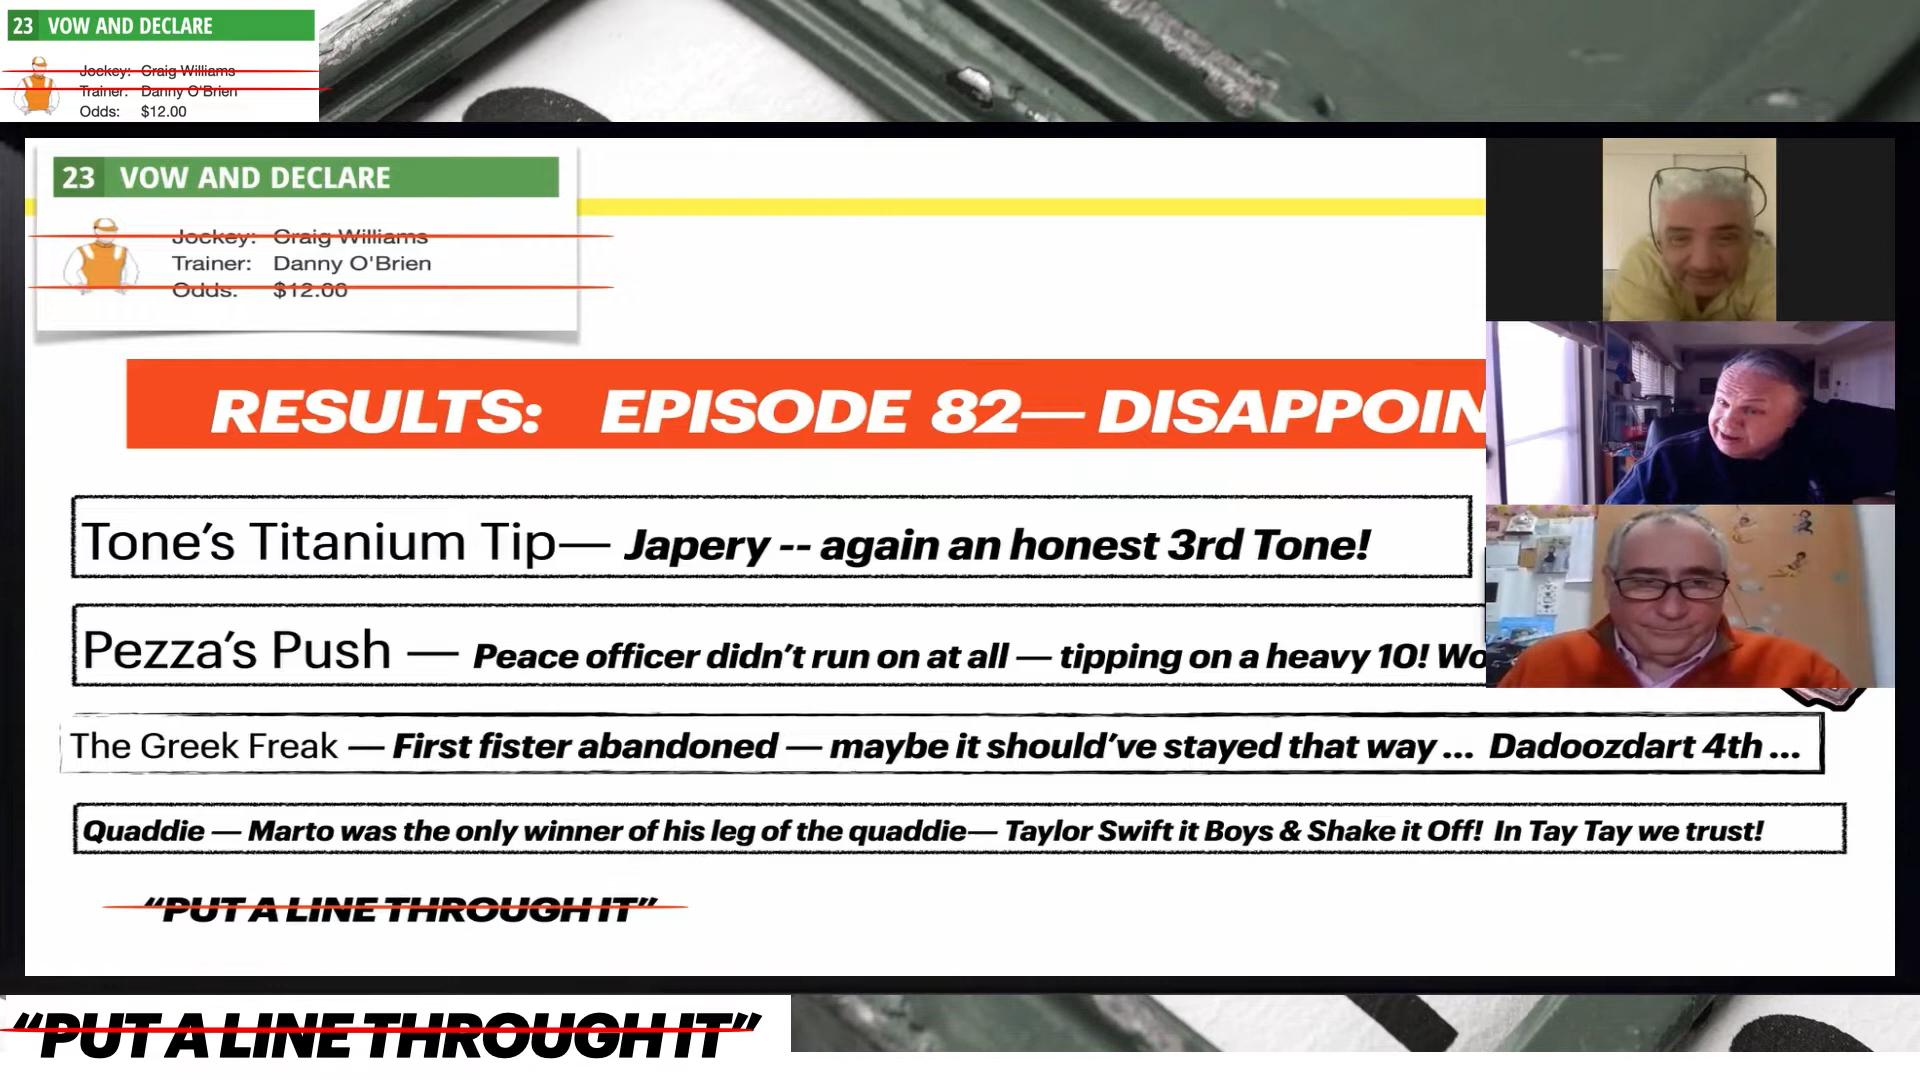 23 VOW AND DECLARE
Jockey: Craig Williams
Trainer: Danny O'Brien
Odds: $12.00
23 VOW AND DECLARE
Jockey: Craig Williams
Trainer: Danny O'Brien
Odds: $12.00
RESULTS: EPISODE 82— DISAPPOIN
Tone's Titanium Tip— Japery -- again an honest 3rd Tone!
Pezza's Push — Peace officer didn't run on at all — tipping on a heavy 10! Wo
The Greek Freak — First fister abandoned — maybe it should've stayed that way ... Dadoozdart 4th ...
Quaddie — Marto was the only winner of his leg of the quaddie— Taylor Swift it Boys & Shake it Off! In Tay Tay we trust!
“PUT A LINE THROUGH IT”
“PUT A LINE THROUGH IT”